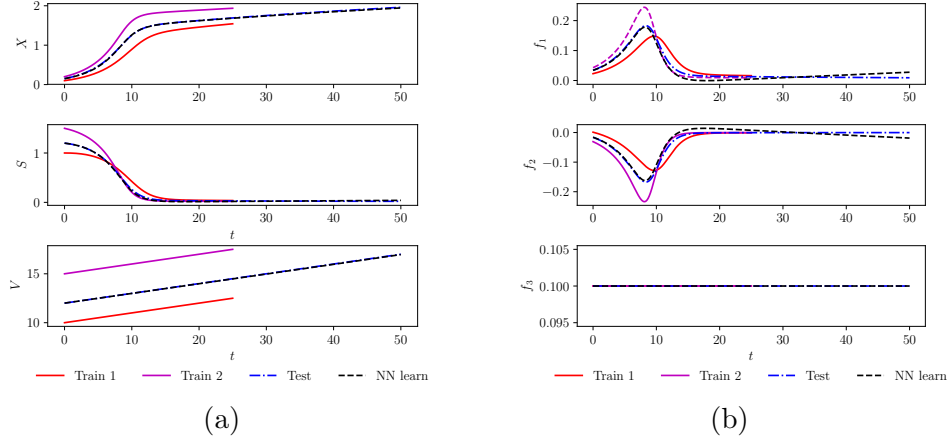 2
1
0
X
0 10 20 30 40 50
1
0
S
0 10 20 30 40 50
t
15
10
V
0 10 20 30 40 50
t
Train 1 Train 2 Test NN learn
(a)
0.2
0.1
0.0
f₁
0 10 20 30 40 50
0.0
−0.1
−0.2
f₂
0 10 20 30 40 50
0.105
0.100
0.095
f₃
0 10 20 30 40 50
t
Train 1 Train 2 Test NN learn
(b)